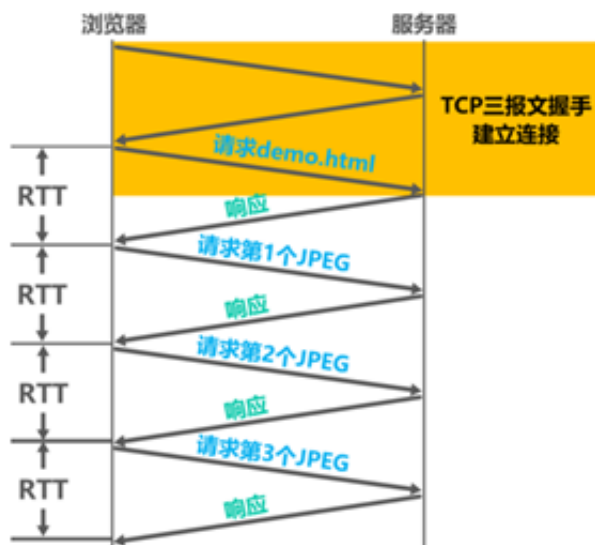 浏览器
服务器
TCP三报文握手
建立连接
请求demo.html
RTT
响应
请求第1个JPEG
RTT
响应
请求第2个JPEG
RTT
响应
请求第3个JPEG
RTT
响应